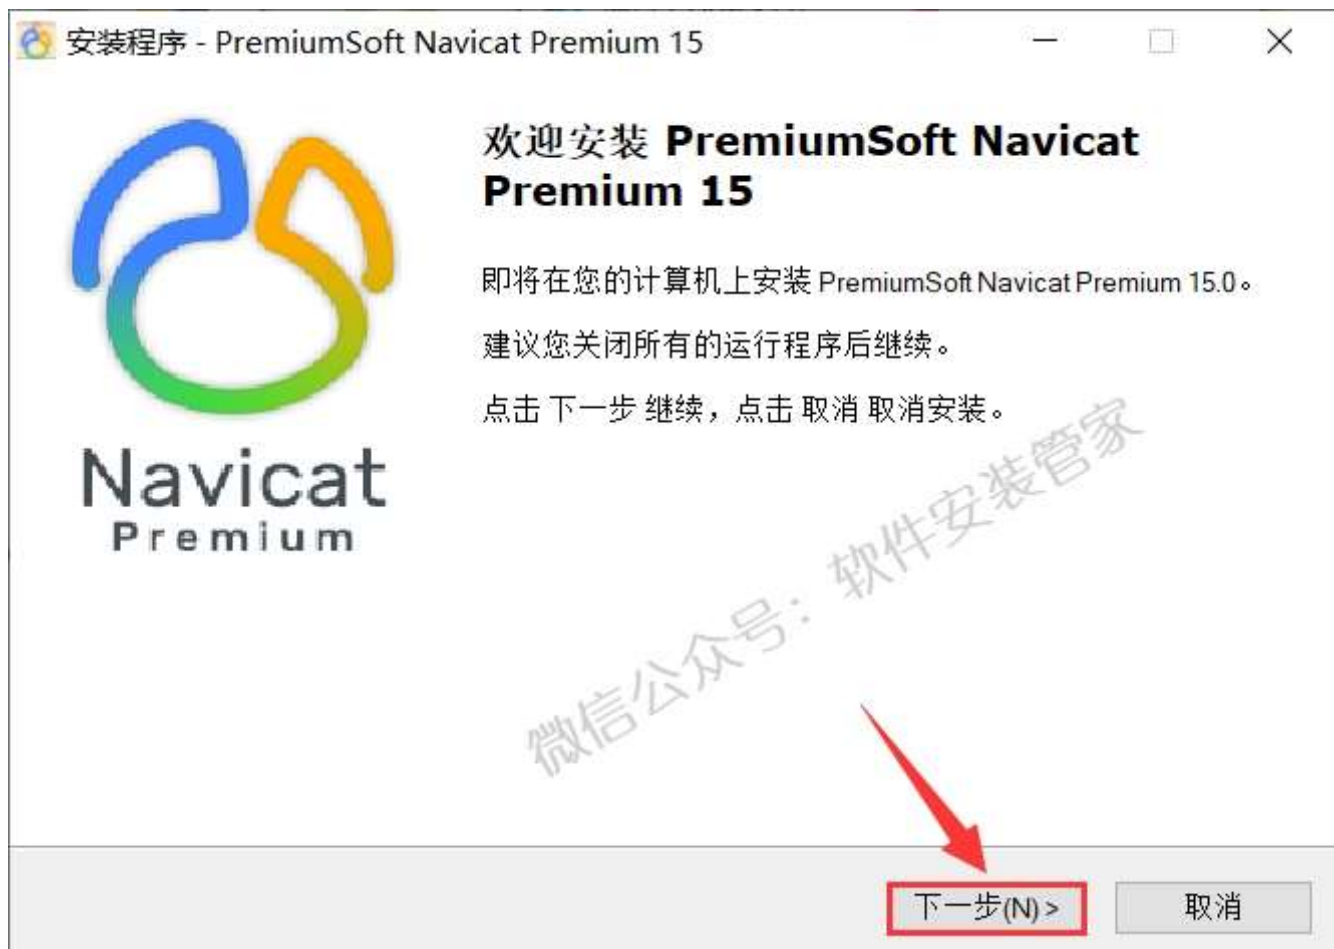 安装程序 - PremiumSoft Navicat Premium 15
欢迎安装 PremiumSoft Navicat
Premium 15
即将在您的计算机上安装 PremiumSoft Navicat Premium 15.0。
建议您关闭所有的运行程序后继续。
点击 下一步 继续，点击 取消 取消安装。
Navicat
Premium
微信公众号：软件安装管家
下一步(N) >
取消